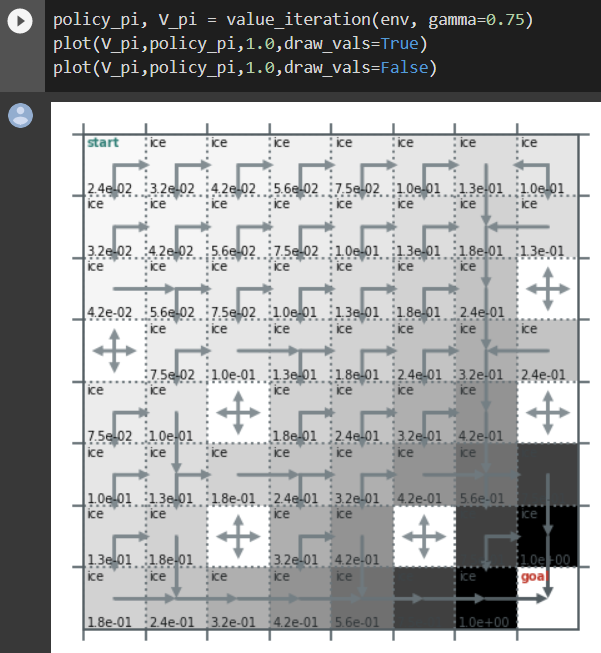 policy_pi, V_pi = value_iteration(env, gamma=0.75)
plot(V_pi,policy_pi,1.0,draw_vals=True)
plot(V_pi,policy_pi,1.0,draw_vals=False)
start ice ice ice ice ice ice ice
2.4e-02 3.2e-02 4.2e-02 5.6e-02 7.5e-02 1.0e-01 1.3e-01 1.0e-01
ice ice ice ice ice ice ice ice
3.2e-02 4.2e-02 5.6e-02 7.5e-02 1.0e-01 1.3e-01 1.8e-01 1.3e-01
ice ice ice ice ice ice ice
4.2e-02 5.6e-02 7.5e-02 1.0e-01 1.3e-01 1.8e-01 2.4e-01
ice ice ice ice ice ice ice
7.5e-02 1.0e-01 1.3e-01 1.8e-01 2.4e-01 3.2e-01 2.4e-01
ice ice ice ice ice ice
7.5e-02 1.0e-01 1.8e-01 2.4e-01 3.2e-01 4.2e-01
ice ice ice ice ice ice ice
1.0e-01 1.3e-01 1.8e-01 2.4e-01 3.2e-01 4.2e-01 5.6e-01
ice ice ice ice ice
1.3e-01 1.8e-01 3.2e-01 4.2e-01 1.0e+00
ice ice ice ice ice ice goal
1.8e-01 2.4e-01 3.2e-01 4.2e-01 5.6e-01 1.0e+00